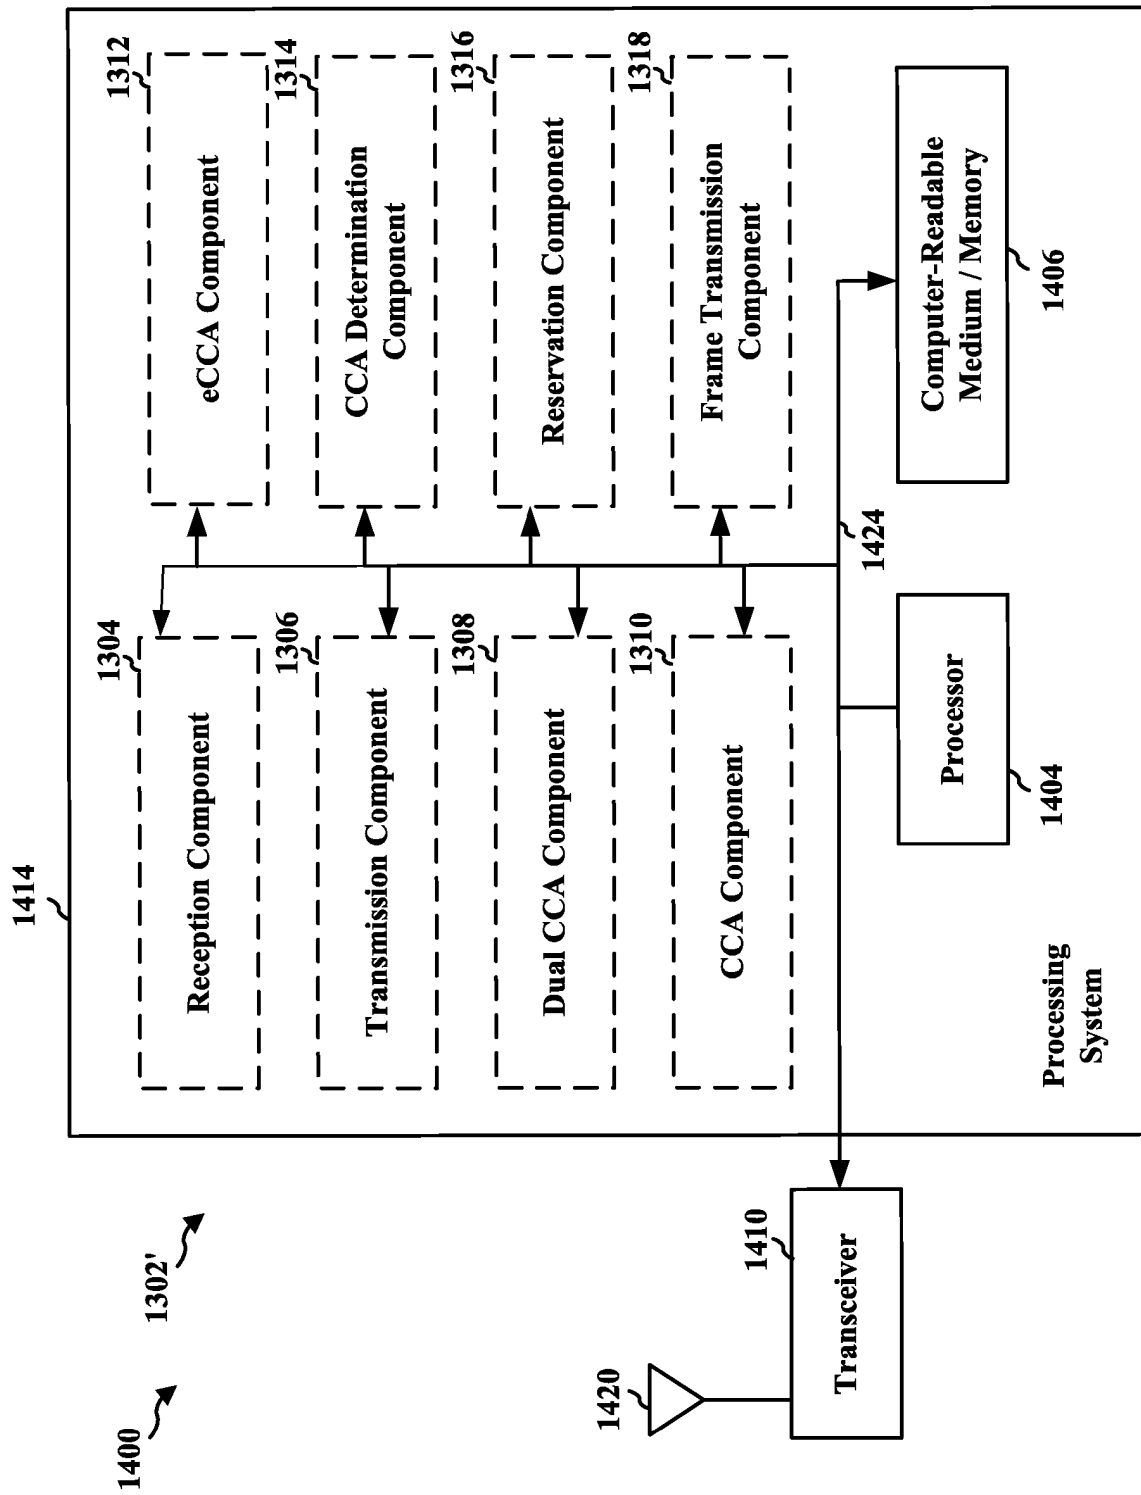 1400
1302'
1414
1304
Reception Component
1306
Transmission Component
1308
Dual CCA Component
1310
CCA Component
1312
eCCA Component
1314
CCA Determination
Component
1316
Reservation Component
1318
Frame Transmission
Component
1420
1410
Transceiver
Processor
1404
1424
Computer-Readable
Medium / Memory
1406
Processing
System